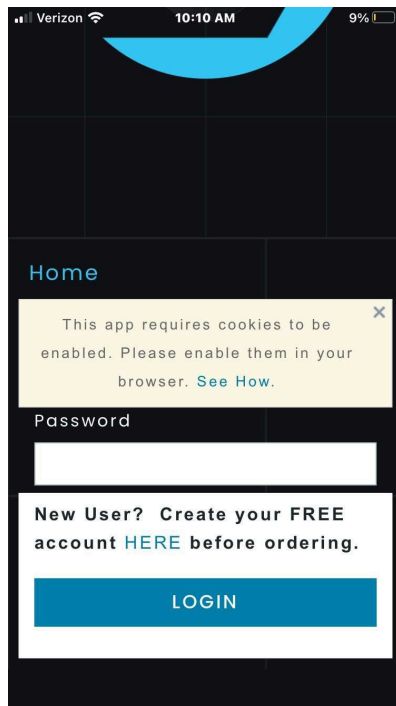 Verizon 10:10 AM 9%
Home
This app requires cookies to be
enabled. Please enable them in your
browser. See How.
Password
New User? Create your FREE
account HERE before ordering.
LOGIN